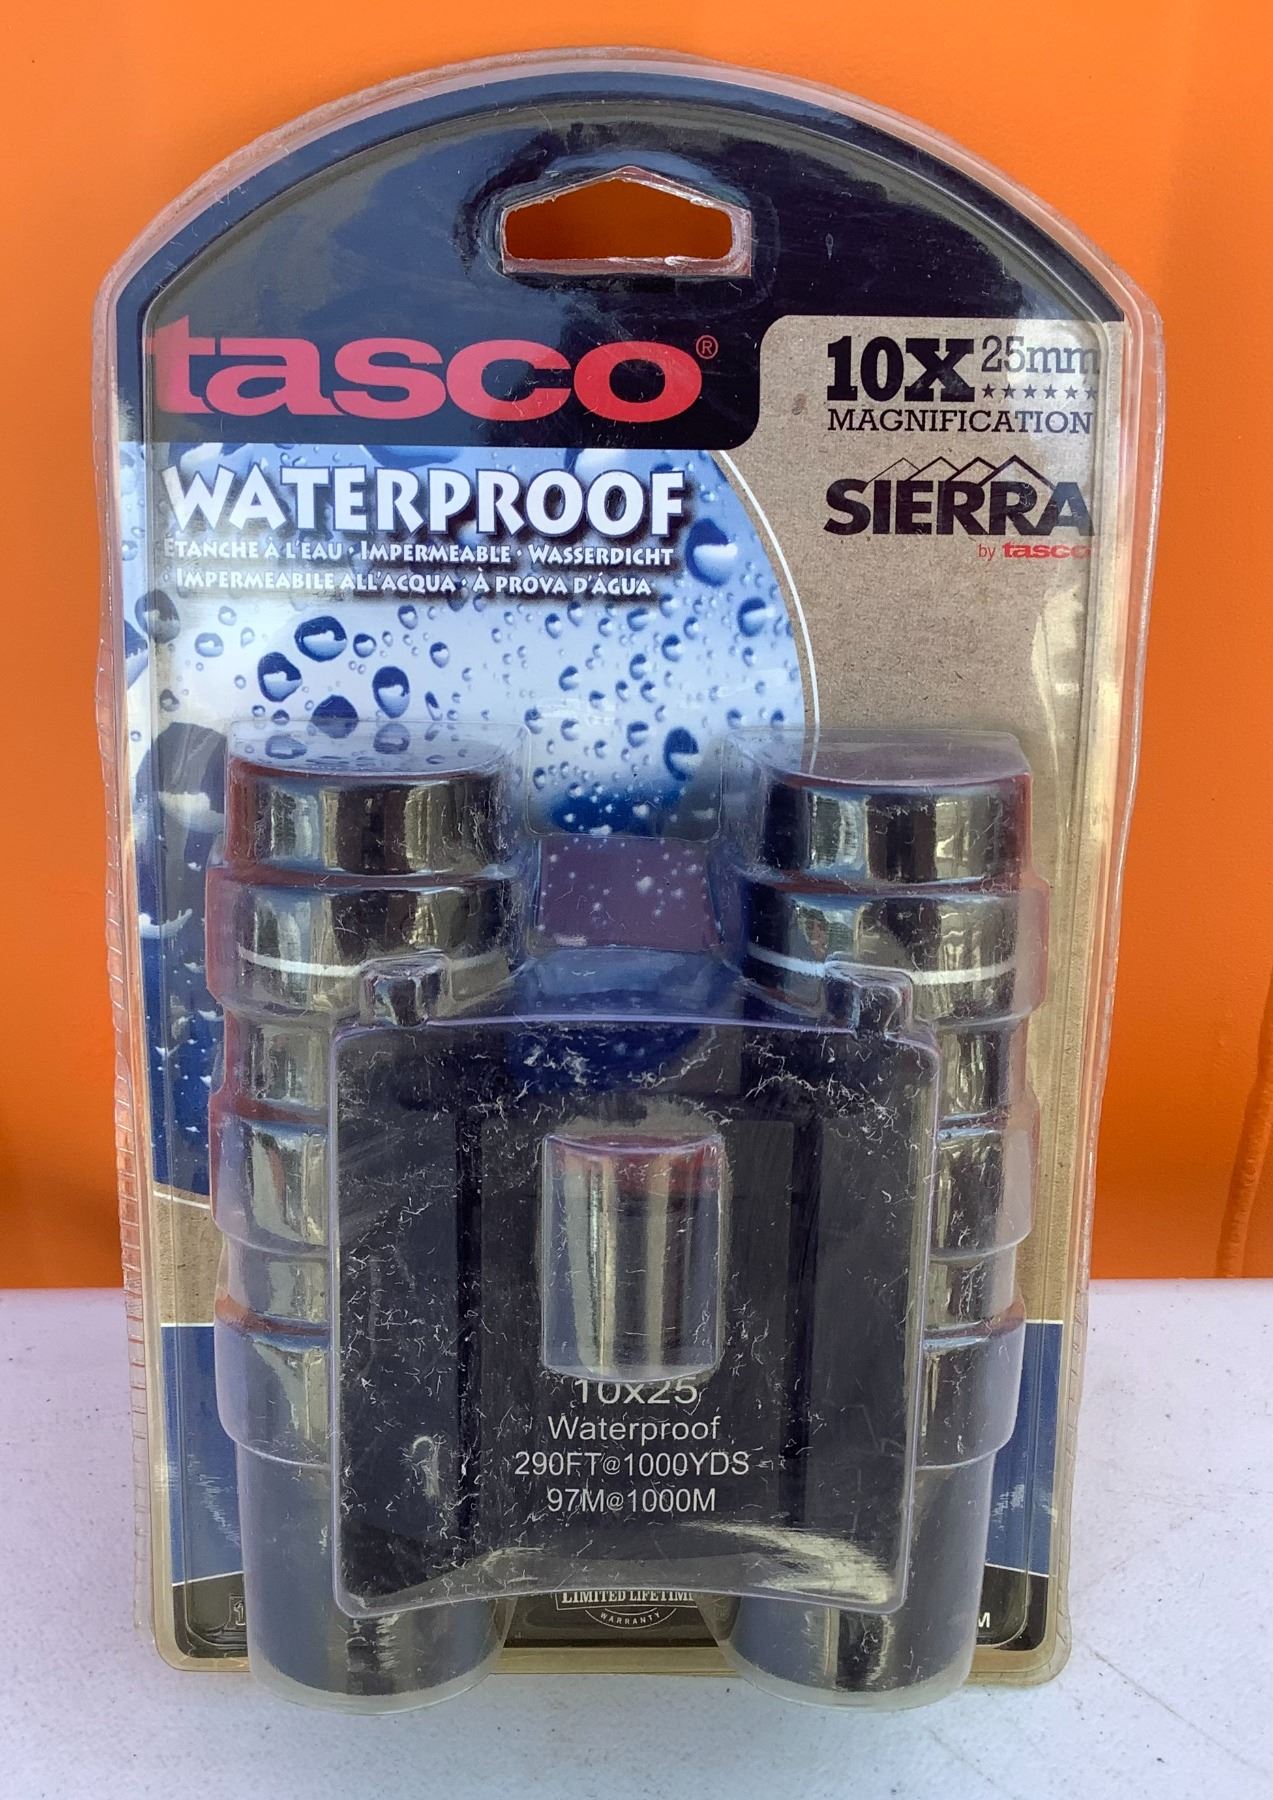 tasco®
10X 25mm
MAGNIFICATION
SIERRA
by tasco
WATERPROOF
ÉTANCHE À L'EAU · IMPERMEABLE · WASSERDICHT
IMPERMEABILE ALL'ACQUA · À PROVA D'ÁGUA
10x25
Waterproof
290FT@1000YDS
97M@1000M
LIMITED LIFETIME
WARRANTY